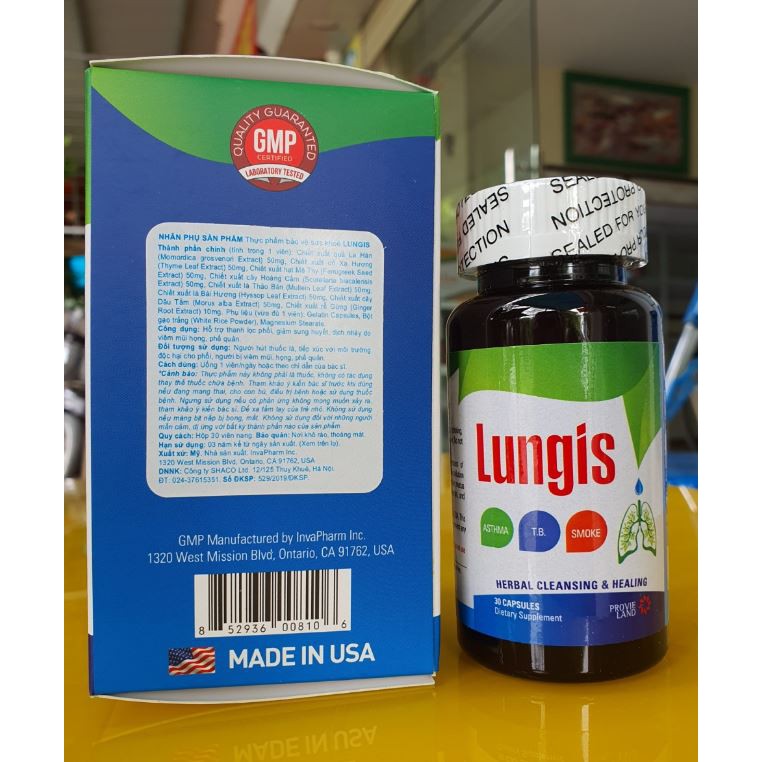 QUALITY GUARANTEED
GMP
CERTIFIED
LABORATORY TESTED
NHÃN PHỤ SẢN PHẨM Thực phẩm bảo vệ sức khoẻ LUNGIS
Thành phần chính (tính trong 1 viên): Chiết xuất quả La Hán
(Momordica grosvenori Extract) 50mg, Chiết xuất cỏ Xạ Hương
(Thyme Leaf Extract) 50mg, Chiết xuất hạt Mê Thy (Fenugreek Seed
Extract) 50mg, Chiết xuất cây Hoàng Cầm (Scutellaria biacalensis
Extract) 50mg, Chiết xuất lá Thảo Bản (Mullein Leaf Extract) 50mg,
Chiết xuất lá Bài Hương (Hyssop Leaf Extract) 50mg, Chiết xuất cây
Dâu Tằm (Morus alba Extract) 50mg, Chiết xuất rễ Gừng (Ginger
Root Extract) 10mg. Phụ liệu (vừa đủ 1 viên): Gelatin Capsules, Bột
gạo trắng (White Rice Powder), Magnesium Stearate.
Công dụng: Hỗ trợ thanh lọc phổi, giảm sung huyết, dịch nhầy do
viêm mũi họng, phế quản.
Đối tượng sử dụng: Người hút thuốc lá, tiếp xúc với môi trường
độc hại cho phổi, người bị viêm mũi, họng, phế quản.
Cách dùng: Uống 1 viên/ngày hoặc theo chỉ dẫn của bác sĩ.
*Cảnh báo: Thực phẩm này không phải là thuốc, không có tác dụng
thay thế thuốc chữa bệnh. Tham khảo ý kiến bác sĩ trước khi dùng
nếu đang mang thai, cho con bú, điều trị bệnh hoặc sử dụng thuốc
bệnh. Ngưng sử dụng nếu có phản ứng không mong muốn xảy ra,
tham khảo ý kiến bác sĩ. Để xa tầm tay của trẻ nhỏ. Không sử dụng
nếu màng bít nắp bị bong, mất. Không sử dụng đối với những người
mẫn cảm, dị ứng với bất kỳ thành phần nào của sản phẩm.
Quy cách: Hộp 30 viên nang. Bảo quản: Nơi khô ráo, thoáng mát.
Hạn sử dụng: 03 năm kể từ ngày sản xuất. (Xem trên lọ).
Xuất xứ: Mỹ. Nhà sản xuất. InvaPharm Inc.
1320 West Mission Blvd, Ontario, CA 91762, USA
DNNK: Công ty SHACO Ltd. 12/125 Thuỵ Khuê, Hà Nội.
ĐT: 024-37615351. Số ĐKSP: 529/2019/ĐKSP.
GMP Manufactured by InvaPharm Inc.
1320 West Mission Blvd, Ontario, CA 91762, USA
8 52936 00810 6
MADE IN USA
SEALED FOR YOUR PROTECTION
Lungis
ASTHMA
T.B.
SMOKE
HERBAL CLEANSING & HEALING
30 CAPSULES
Dietary Supplement
PROVIE
LAND